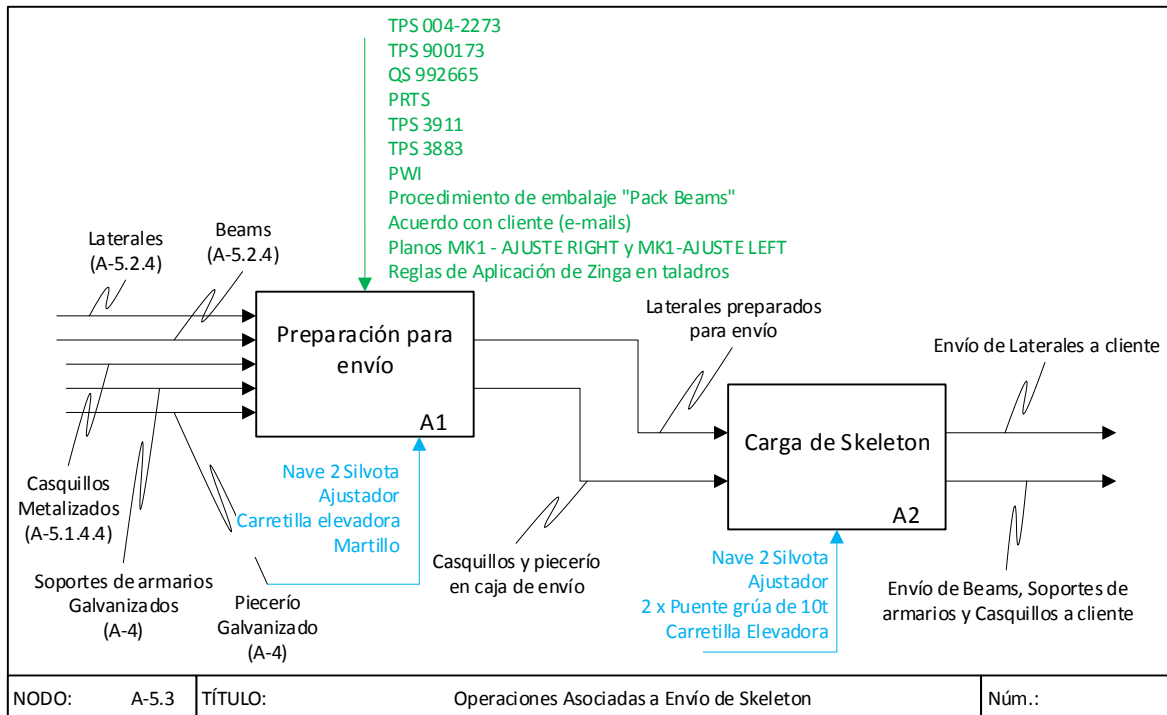 TPS 004-2273
TPS 900173
QS 992665
PRTS
TPS 3911
TPS 3883
PWI
Procedimiento de embalaje "Pack Beams"
Acuerdo con cliente (e-mails)
Planos MK1 - AJUSTE RIGHT y MK1-AJUSTE LEFT
Reglas de Aplicación de Zinga en taladros
Laterales
(A-5.2.4)
Beams
(A-5.2.4)
Preparación para
envío
A1
Laterales preparados
para envío
Envío de Laterales a cliente
Carga de Skeleton
A2
Casquillos
Metalizados
(A-5.1.4.4)
Soportes de armarios
Galvanizados
(A-4)
Piecerío
Galvanizado
(A-4)
Nave 2 Silvota
Ajustador
Carretilla elevadora
Martillo
Casquillos y piecerío
en caja de envío
Nave 2 Silvota
Ajustador
2 x Puente grúa de 10t
Carretilla Elevadora
Envío de Beams, Soportes de
armarios y Casquillos a cliente
NODO: A-5.3
TÍTULO: Operaciones Asociadas a Envío de Skeleton
Núm.: